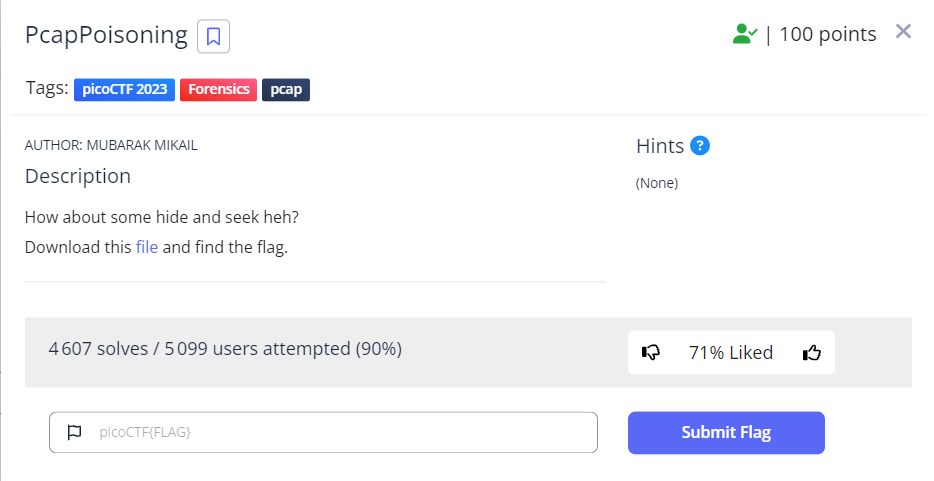 PcapPoisoning
| 100 points
Tags: picoCTF 2023 Forensics pcap
AUTHOR: MUBARAK MIKAIL
Description
How about some hide and seek heh?
Download this file and find the flag.
Hints ?
(None)
4 607 solves / 5 099 users attempted (90%)
71% Liked
picoCTF{FLAG}
Submit Flag